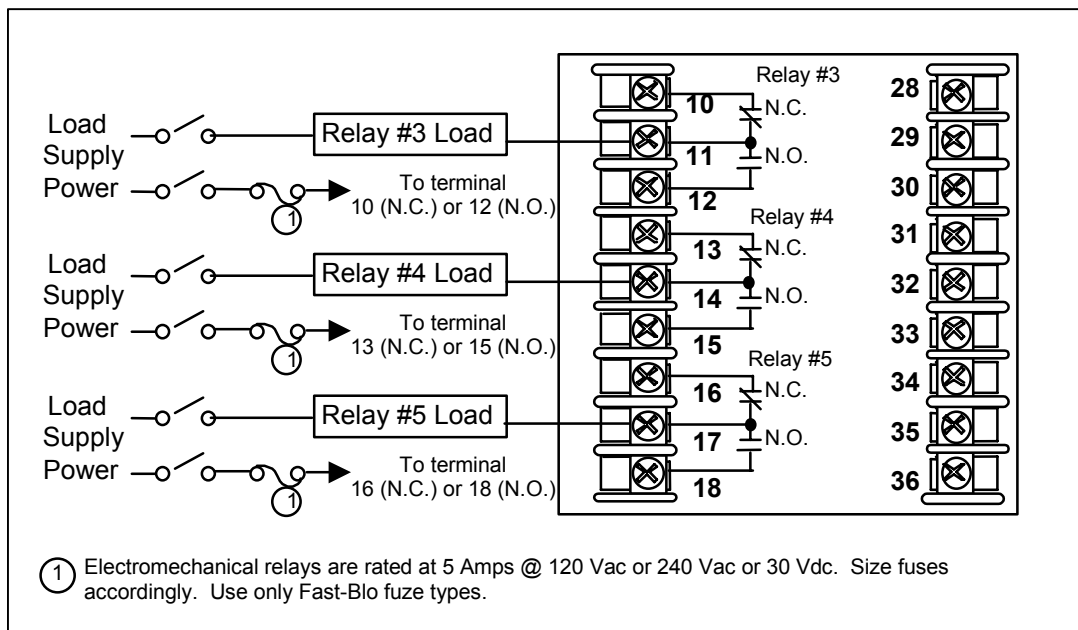 Load
Supply
Power
Relay #3 Load
1
To terminal
10 (N.C.) or 12 (N.O.)
Load
Supply
Power
Relay #4 Load
1
To terminal
13 (N.C.) or 15 (N.O.)
Load
Supply
Power
Relay #5 Load
1
To terminal
16 (N.C.) or 18 (N.O.)
Relay #3
10
N.C.
11
N.O.
12
Relay #4
13
N.C.
14
N.O.
15
Relay #5
16
N.C.
17
N.O.
18
28
29
30
31
32
33
34
35
36
1 Electromechanical relays are rated at 5 Amps @ 120 Vac or 240 Vac or 30 Vdc. Size fuses
accordingly. Use only Fast-Blo fuze types.